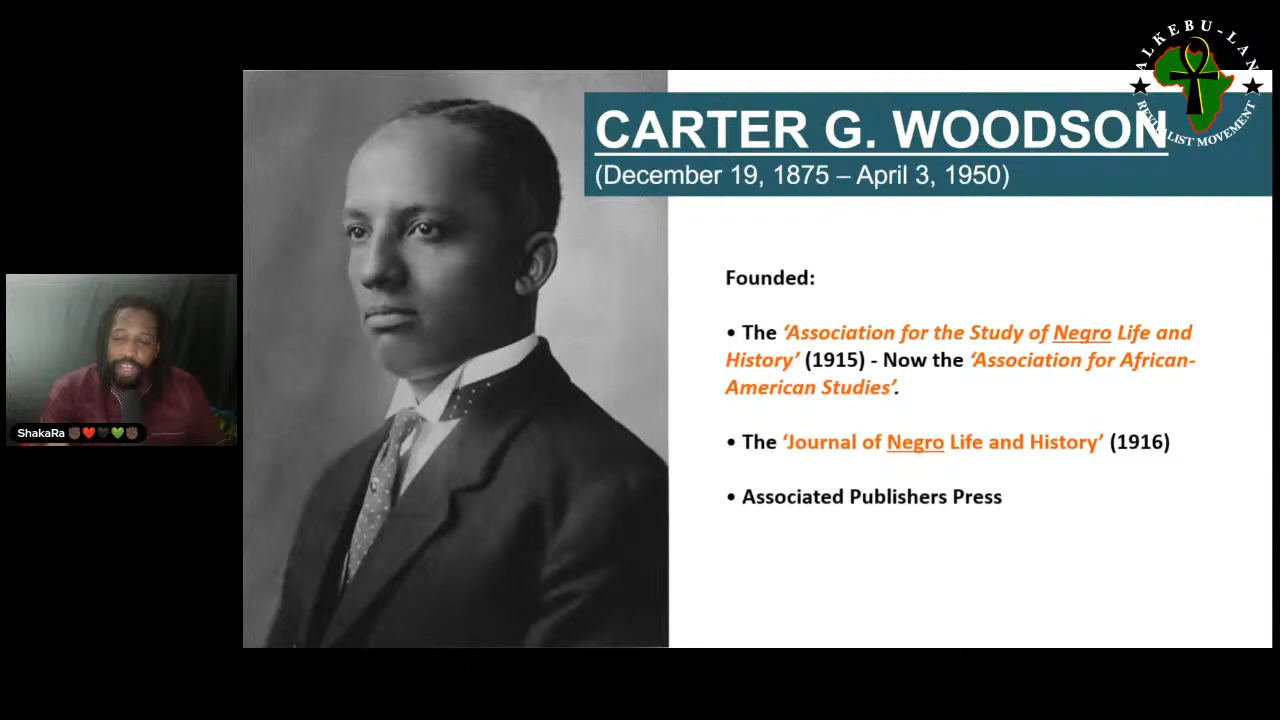 ALKEBU-LAN
REVIVALIST MOVEMENT
CARTER G. WOODSON
(December 19, 1875 – April 3, 1950)
Founded:
• The ‘Association for the Study of Negro Life and
History’ (1915) - Now the ‘Association for African-
American Studies’.
• The ‘Journal of Negro Life and History’ (1916)
• Associated Publishers Press
ShakaRa ✊🏿❤️🖤💚✊🏿